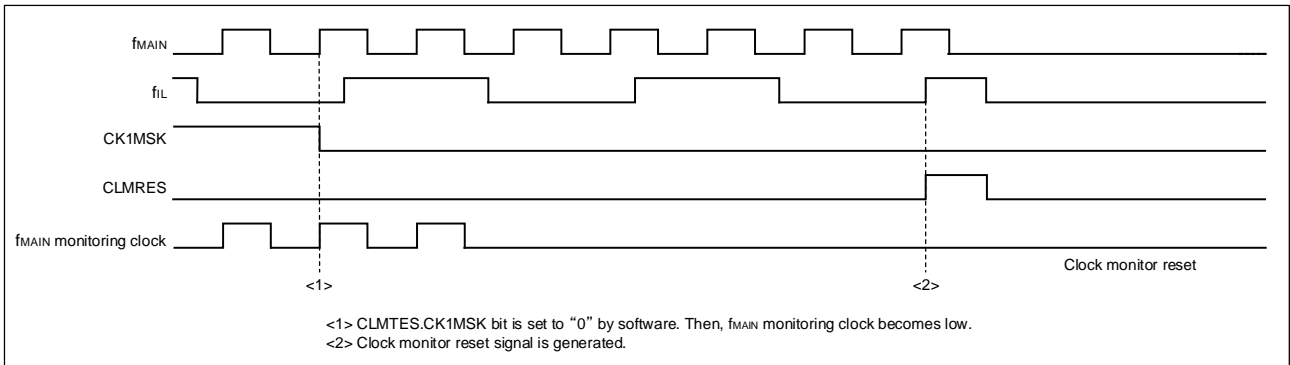 fMAIN
fIL
CK1MSK
CLMRES
fMAIN monitoring clock
Clock monitor reset
<1>
<2>
<1> CLMTES.CK1MSK bit is set to “0” by software. Then, fMAIN monitoring clock becomes low.
<2> Clock monitor reset signal is generated.